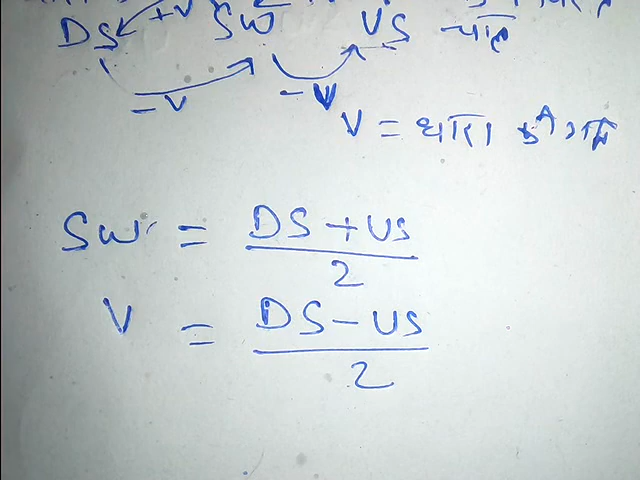 +V
DS SW US चाल
-V -V
V = धारा की गति
SW = DS+US/2
V = DS-US/2